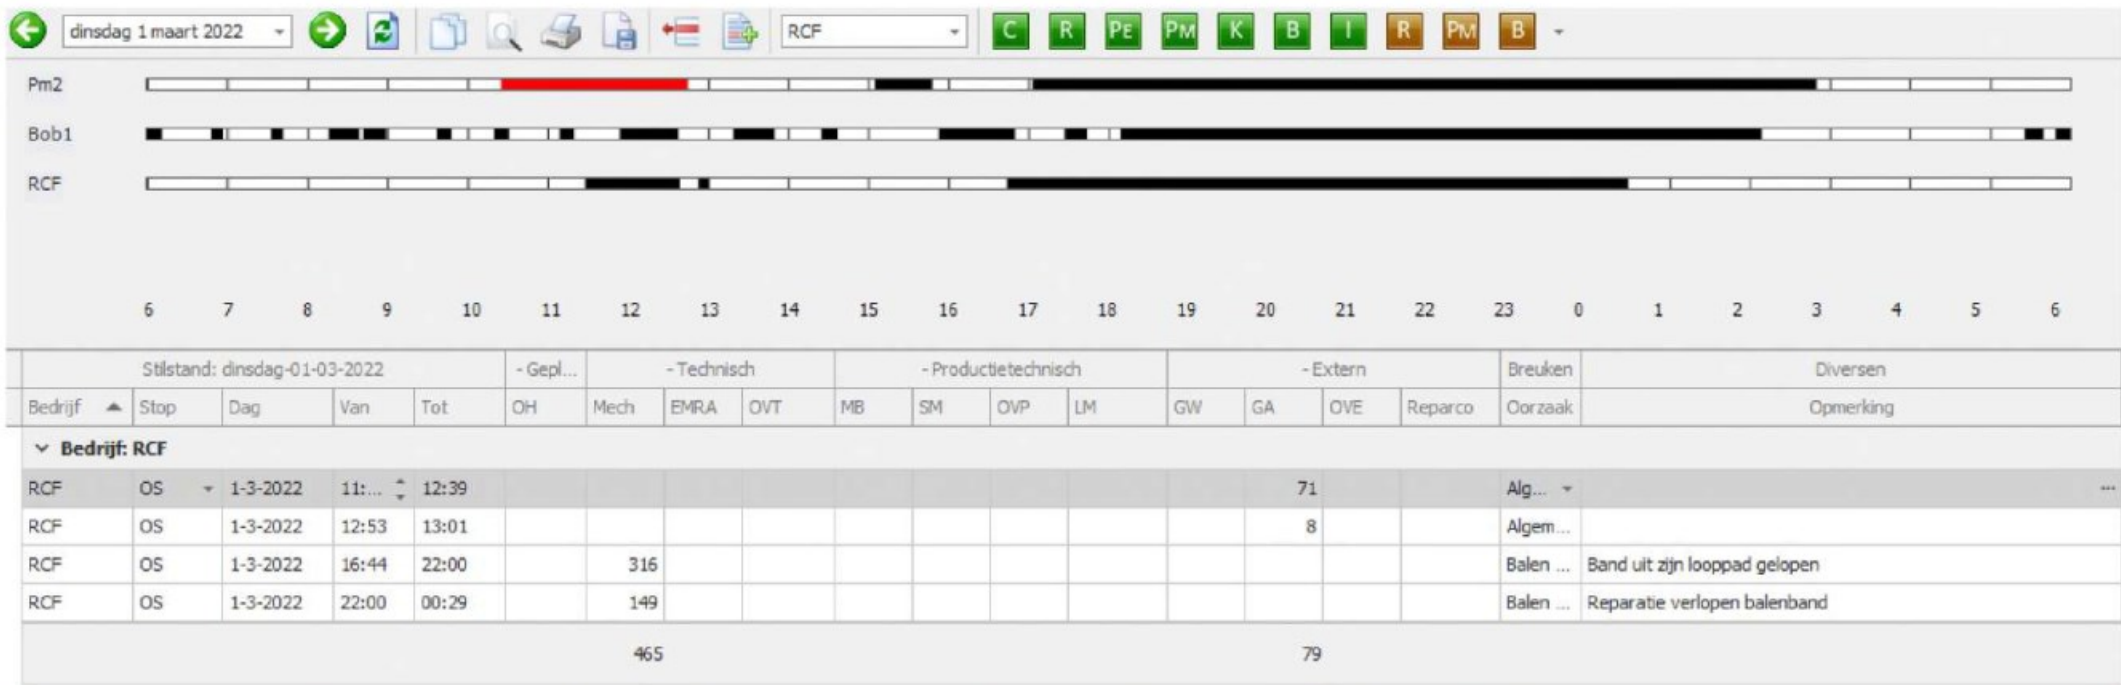 dinsdag 1 maart 2022 RCF C R PE PM K B I R PM B
Pm2
Bob1
RCF
6 7 8 9 10 11 12 13 14 15 16 17 18 19 20 21 22 23 0 1 2 3 4 5 6
Stilstand: dinsdag-01-03-2022 - Gepl... - Technisch - Productietechnisch - Extern Breuken Diversen
Bedrijf Stop Dag Van Tot OH Mech EMRA OVT MB SM OVP LM GW GA OVE Reparco Oorzaak Opmerking
Bedrijf: RCF
RCF OS 1-3-2022 11:... 12:39 71 Alg... ...
RCF OS 1-3-2022 12:53 13:01 8 Algem...
RCF OS 1-3-2022 16:44 22:00 316 Balen ... Band uit zijn looppad gelopen
RCF OS 1-3-2022 22:00 00:29 149 Balen ... Reparatie verlopen balenband
465 79